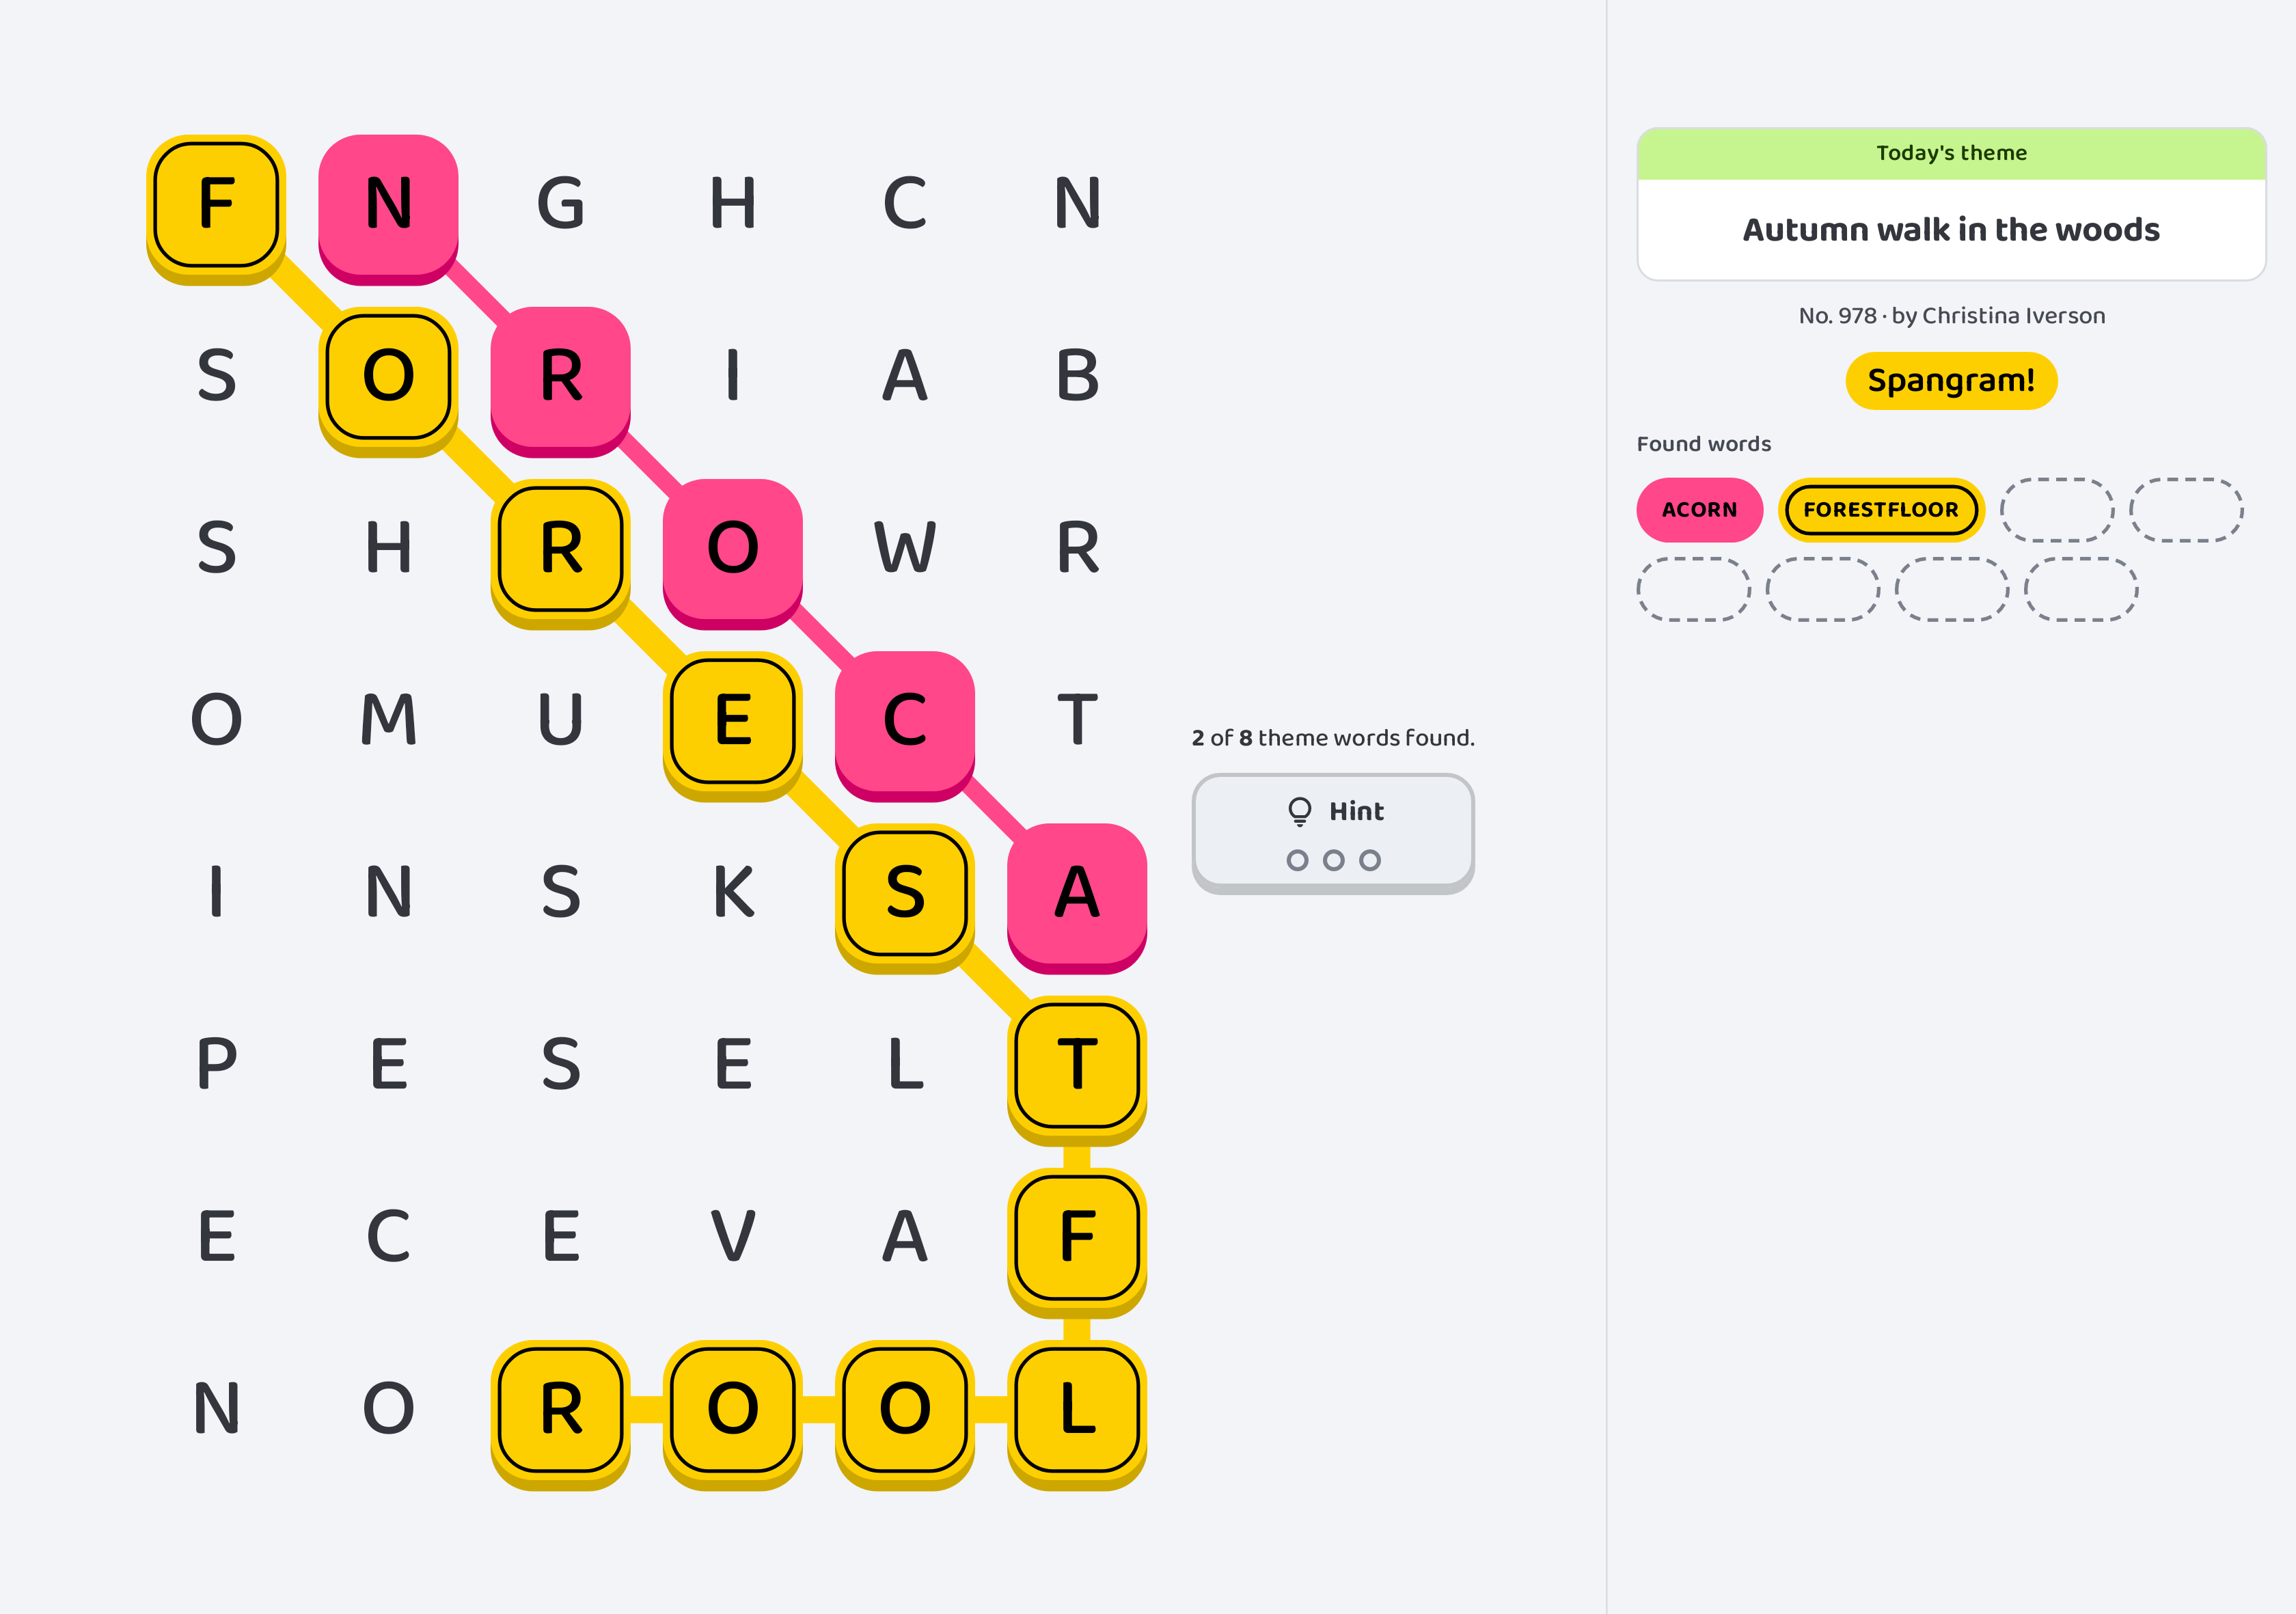 F N G H C N
S O R I A B
S H R O W R
O M U E C T
I N S K S A
P E S E L T
E C E V A F
N O R O O L
2 of 8 theme words found.
Hint
Today's theme
Autumn walk in the woods
No. 978 · by Christina Iverson
Spangram!
Found words
ACORN FORESTFLOOR